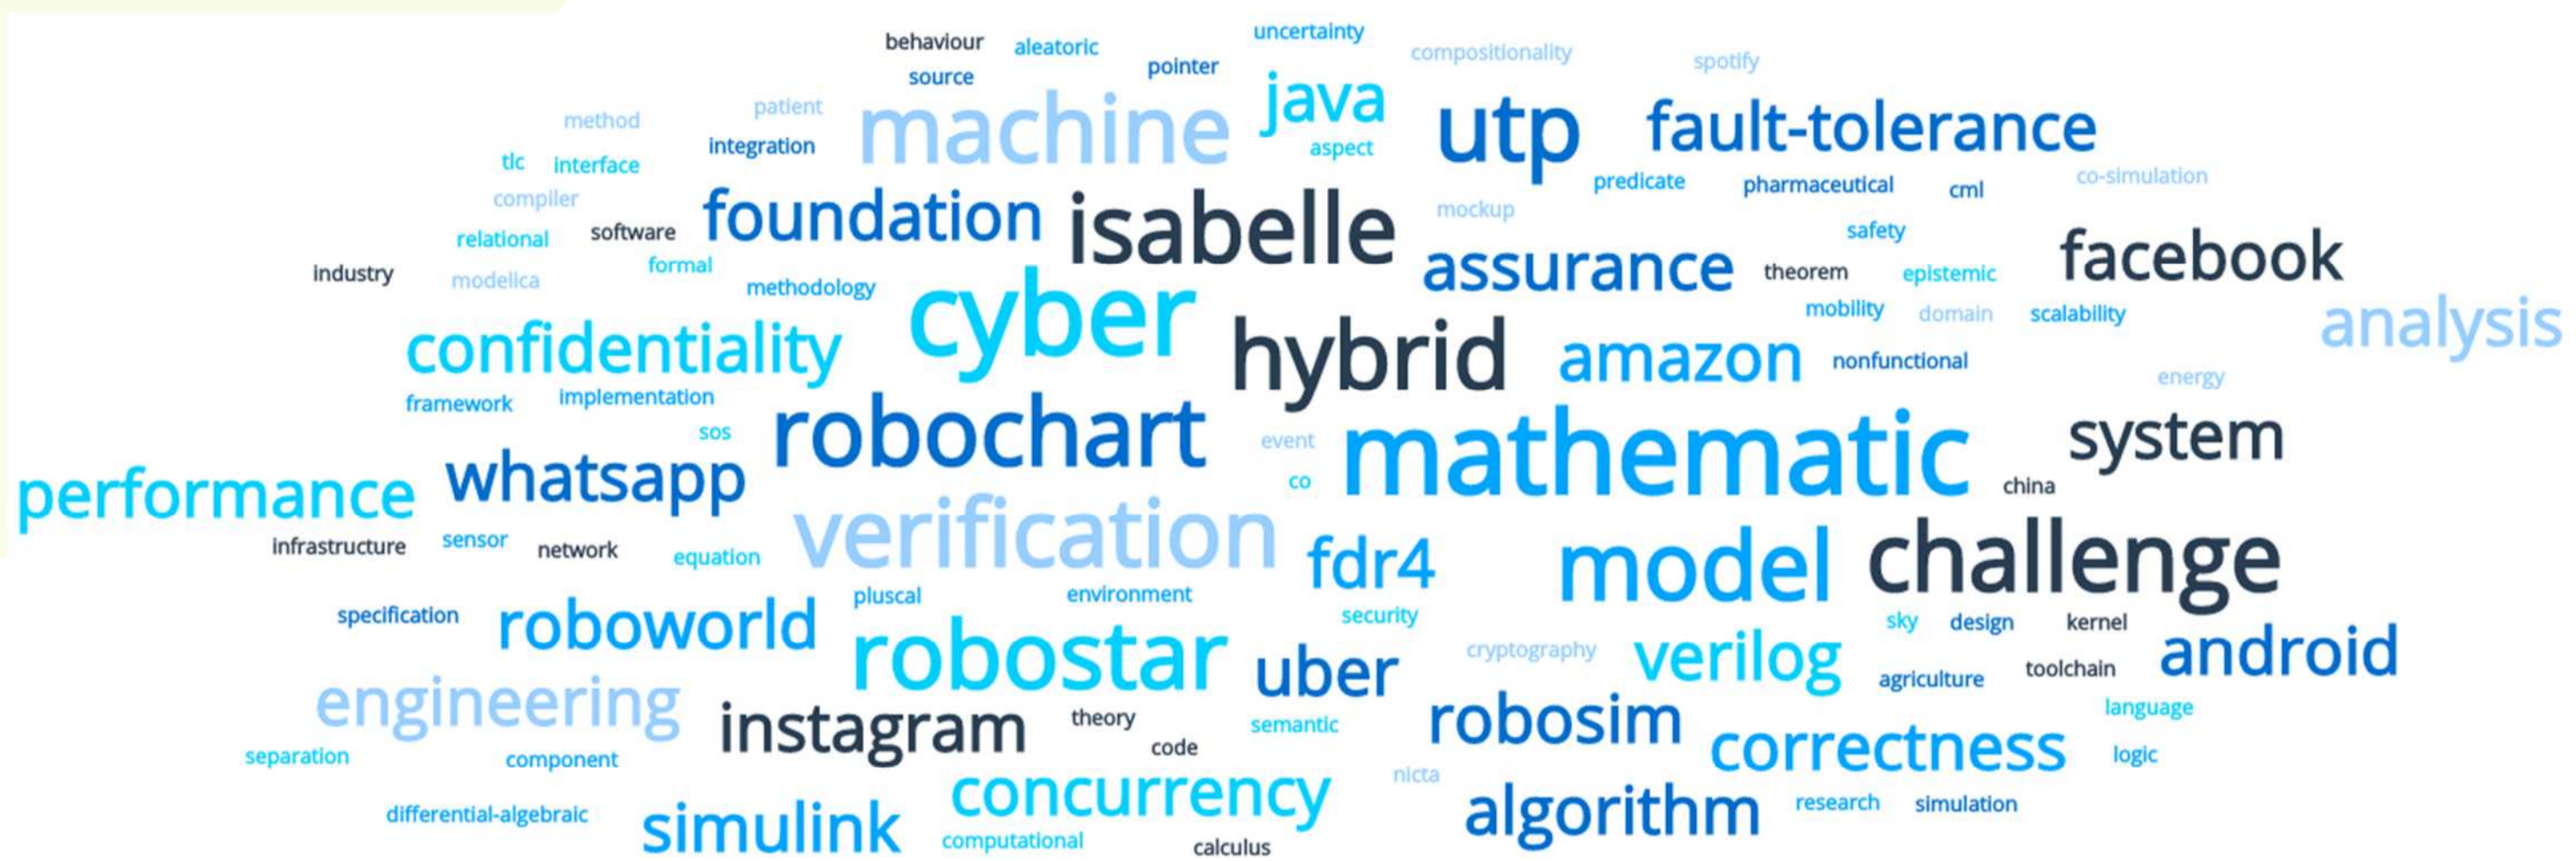 uncertainty
behaviour
aleatoric
compositionality
spotify
pointer
source
java
patient
machine
utp
fault-tolerance
method
integration
aspect
tlc
interface
co-simulation
predicate
pharmaceutical
cml
compiler
foundation
isabelle
mockup
relational
software
safety
facebook
formal
assurance
theorem
epistemic
industry
modelica
methodology
cyber
mobility
domain
scalability
analysis
confidentiality
hybrid
amazon
nonfunctional
energy
framework
implementation
robochart
sos
event
mathematic
system
whatsapp
co
china
performance
verification
infrastructure
sensor
network
equation
fdr4
model
challenge
pluscal
environment
specification
roboworld
security
sky
design
kernel
robostar
uber
cryptography
verilog
agriculture
toolchain
android
engineering
instagram
theory
semantic
robosim
language
code
correctness
logic
separation
component
nicta
concurrency
algorithm
research
simulation
differential-algebraic
simulink
computational
calculus